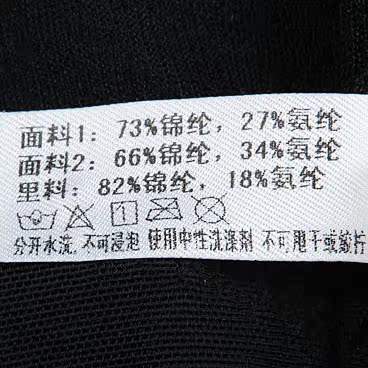 面料1：73%锦纶，27%氨纶
面料2：66%锦纶，34%氨纶
里料：82%锦纶，18%氨纶
分开水洗，不可浸泡 使用中性洗涤剂 不可甩干或拧